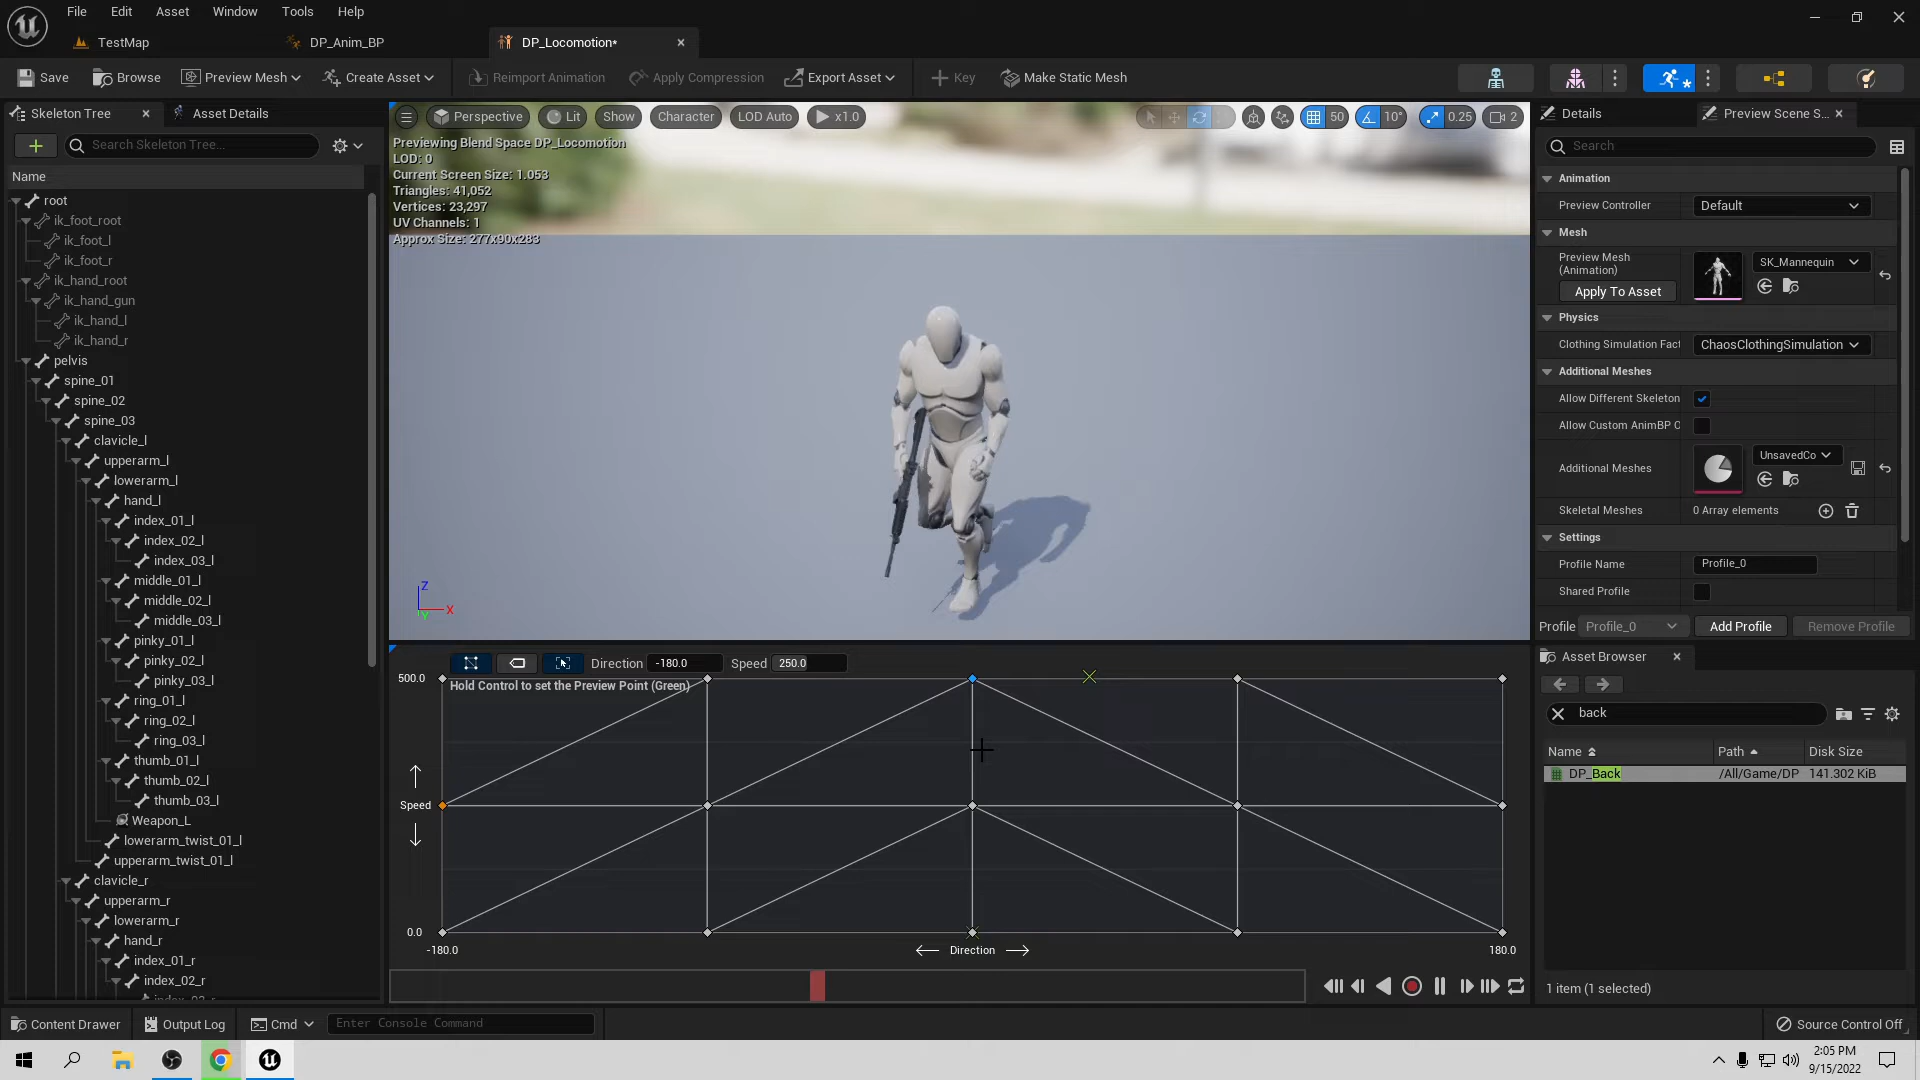 File Edit Asset Window Tools Help
TestMap DP_Anim_BP DP_Locomotion*
Save Browse Preview Mesh Create Asset Reimport Animation Apply Compression Export Asset Key Make Static Mesh
Skeleton Tree Asset Details
Search Skeleton Tree...
Name
root
ik_foot_root
ik_foot_l
ik_foot_r
ik_hand_root
ik_hand_gun
ik_hand_l
ik_hand_r
pelvis
spine_01
spine_02
spine_03
clavicle_l
upperarm_l
lowerarm_l
hand_l
index_01_l
index_02_l
index_03_l
middle_01_l
middle_02_l
middle_03_l
pinky_01_l
pinky_02_l
pinky_03_l
ring_01_l
ring_02_l
ring_03_l
thumb_01_l
thumb_02_l
thumb_03_l
Weapon_L
lowerarm_twist_01_l
upperarm_twist_01_l
clavicle_r
upperarm_r
lowerarm_r
hand_r
index_01_r
index_02_r
index_03_r
Perspective Lit Show Character LOD Auto x1.0 50 10° 0.25 2
Previewing Blend Space DP_Locomotion
LOD: 0
Current Screen Size: 1.053
Triangles: 41,052
Vertices: 23,297
UV Channels: 1
Approx Size: 277x90x283
Z
X
Y
Direction -180.0 Speed 250.0
500.0
Hold Control to set the Preview Point (Green)
Speed
0.0
-180.0 Direction 180.0
Details Preview Scene S...
Search
Animation
Preview Controller Default
Mesh
Preview Mesh
(Animation)
SK_Mannequin
Apply To Asset
Physics
Clothing Simulation Fact ChaosClothingSimulation
Additional Meshes
Allow Different Skeleton
Allow Custom AnimBP O
Additional Meshes UnsavedCo
Skeletal Meshes 0 Array elements
Settings
Profile Name Profile_0
Shared Profile
Profile Profile_0 Add Profile Remove Profile
Asset Browser
back
Name Path Disk Size
DP_Back /All/Game/DP 141.302 KiB
1 item (1 selected)
Content Drawer Output Log Cmd Enter Console Command Source Control Off
2:05 PM
9/15/2022